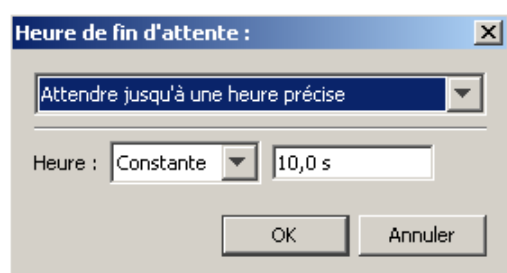 Heure de fin d'attente :
Attendre jusqu'à une heure précise
Heure : Constante 10,0 s
OK Annuler